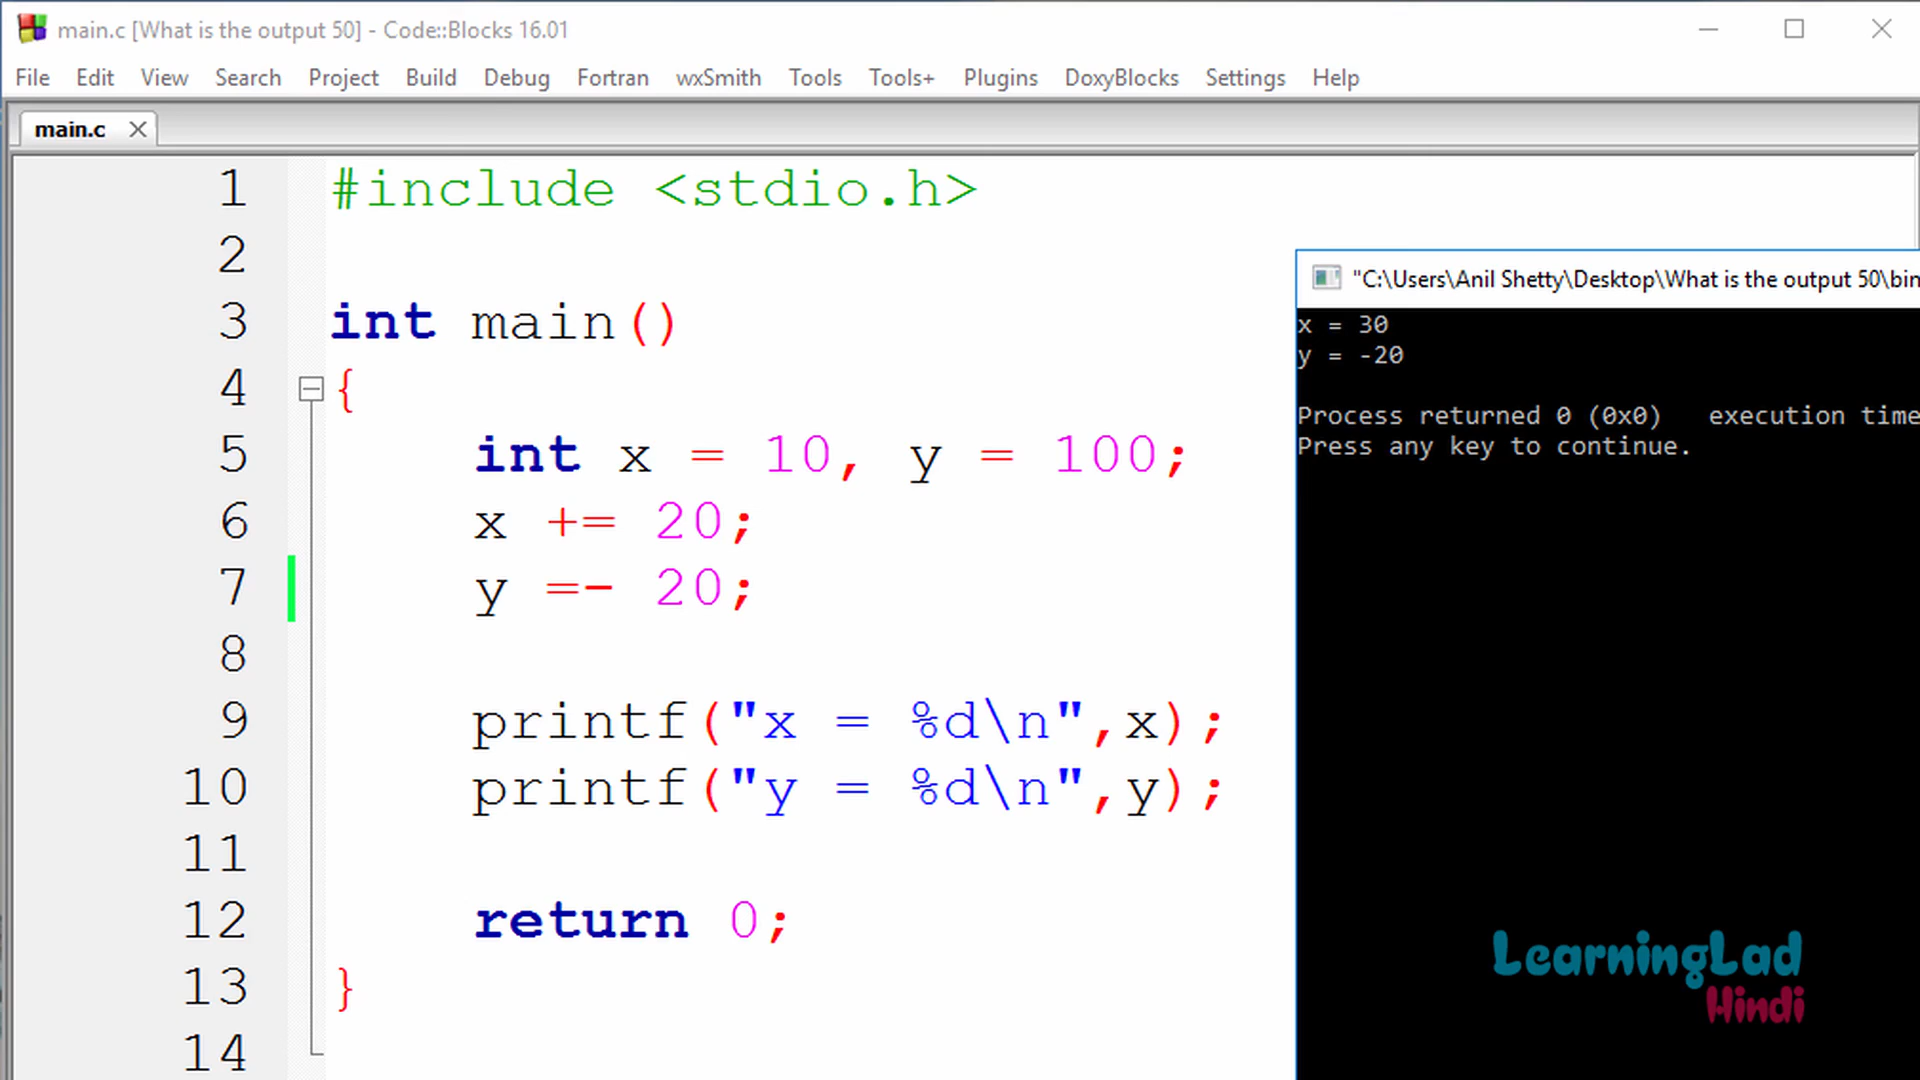 main.c [What is the output 50] - Code::Blocks 16.01
File Edit View Search Project Build Debug Fortran wxSmith Tools Tools+ Plugins DoxyBlocks Settings Help
main.c
1 #include <stdio.h>
2
3 int main()
4 {
5 int x = 10, y = 100;
6 x += 20;
7 y =- 20;
8
9 printf("x = %d\n",x);
10 printf("y = %d\n",y);
11
12 return 0;
13 }
14
"C:\Users\Anil Shetty\Desktop\What is the output 50\bin
x = 30
y = -20
Process returned 0 (0x0) execution time
Press any key to continue.
LearningLad
Hindi